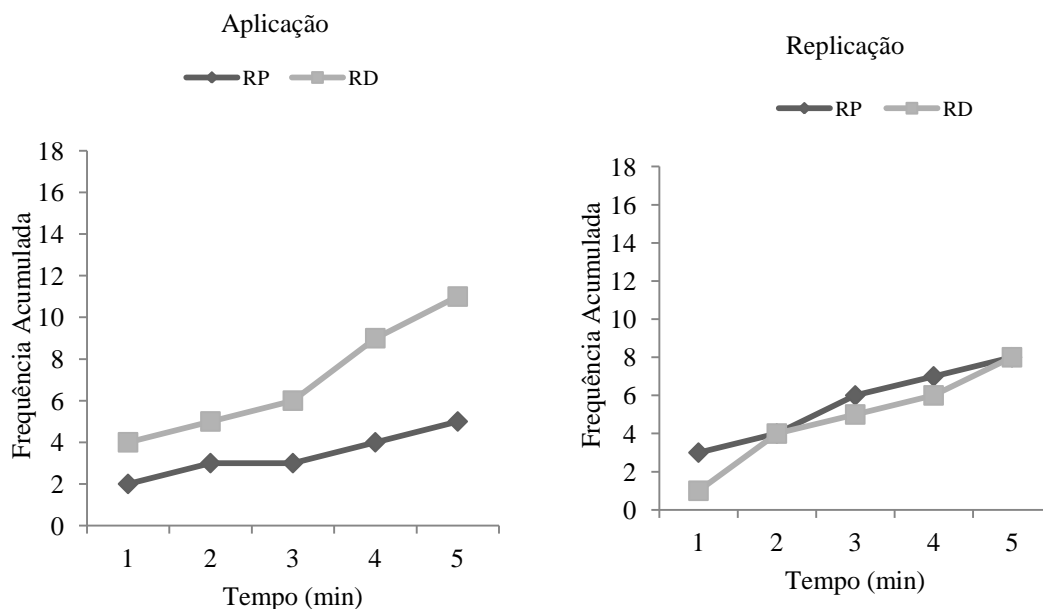 Aplicação
RP RD
18
16
14
12
10
8
6
4
2
0
Frequência Acumulada
1 2 3 4 5
Tempo (min)
Replicação
RP RD
18
16
14
12
10
8
6
4
2
0
Frequência Acumulada
1 2 3 4 5
Tempo (min)